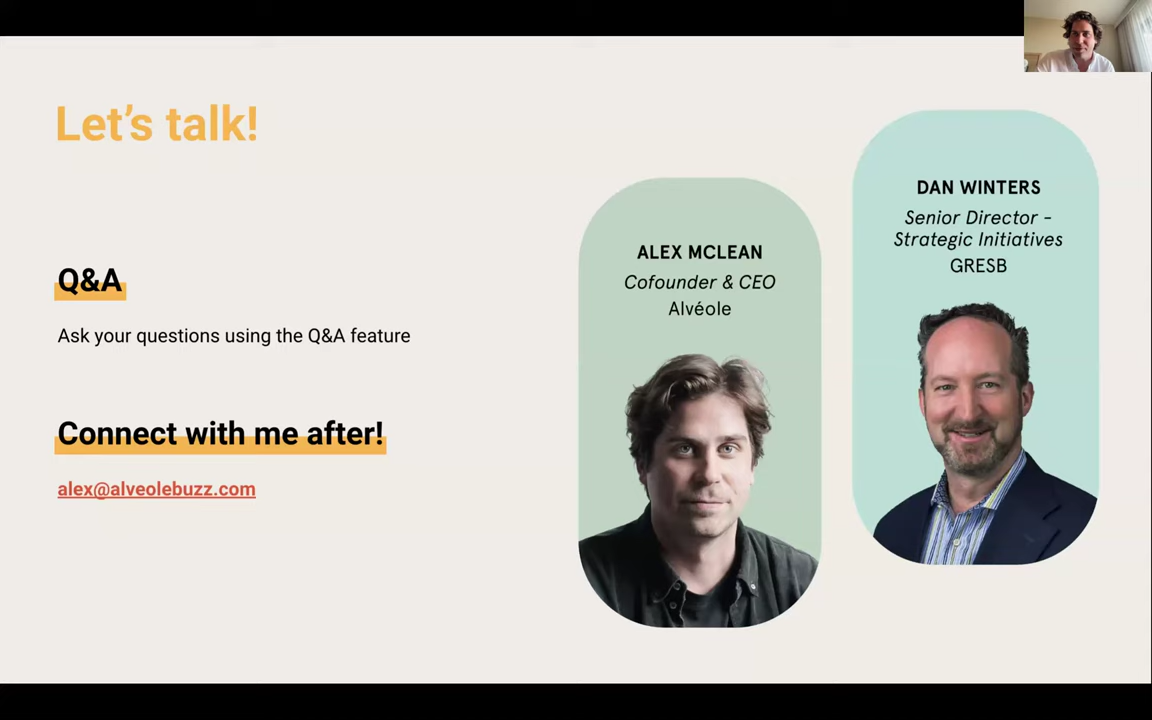 Let’s talk!
Q&A
Ask your questions using the Q&A feature
Connect with me after!
alex@alveolebuzz.com
ALEX MCLEAN
Cofounder & CEO
Alvéole
DAN WINTERS
Senior Director -
Strategic Initiatives
GRESB